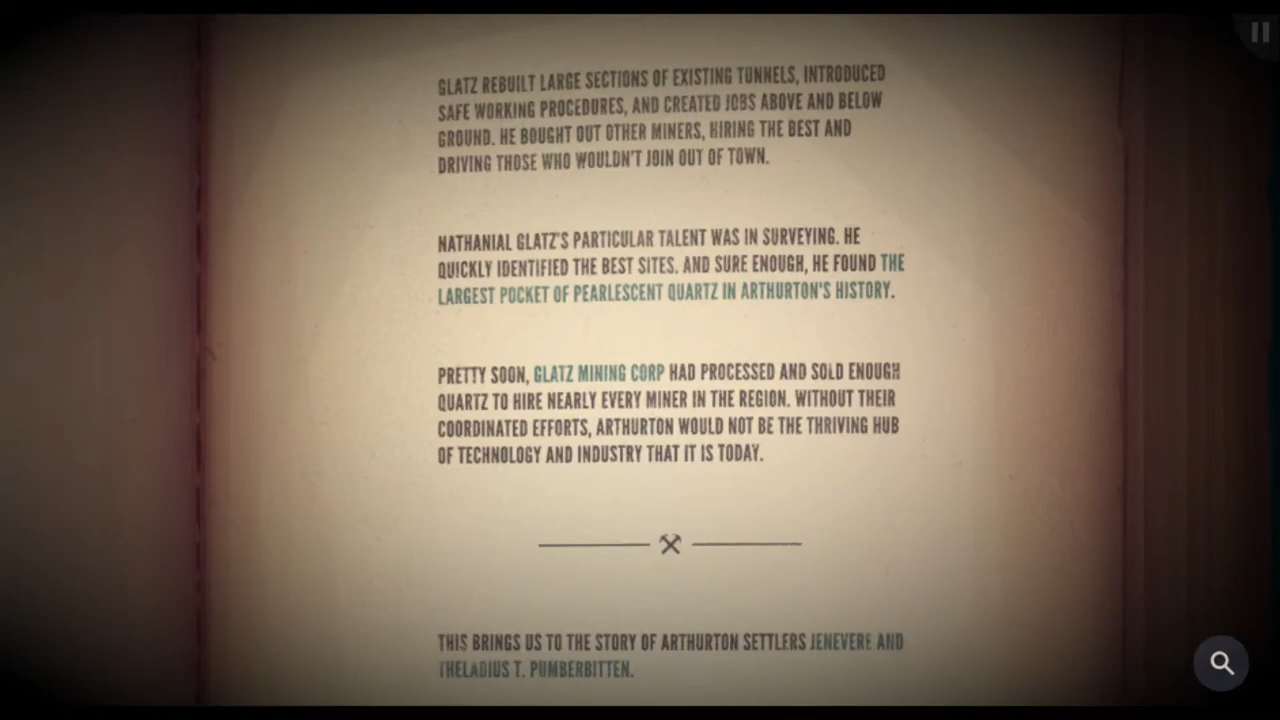 GLATZ REBUILT LARGE SECTIONS OF EXISTING TUNNELS, INTRODUCED
SAFE WORKING PROCEDURES, AND CREATED JOBS ABOVE AND BELOW
GROUND. HE BOUGHT OUT OTHER MINERS, HIRING THE BEST AND
DRIVING THOSE WHO WOULDN'T JOIN OUT OF TOWN.
NATHANIAL GLATZ'S PARTICULAR TALENT WAS IN SURVEYING. HE
QUICKLY IDENTIFIED THE BEST SITES. AND SURE ENOUGH, HE FOUND THE
LARGEST POCKET OF PEARLESCENT QUARTZ IN ARTHURTON'S HISTORY.
PRETTY SOON, GLATZ MINING CORP HAD PROCESSED AND SOLD ENOUGH
QUARTZ TO HIRE NEARLY EVERY MINER IN THE REGION. WITHOUT THEIR
COORDINATED EFFORTS, ARTHURTON WOULD NOT BE THE THRIVING HUB
OF TECHNOLOGY AND INDUSTRY THAT IT IS TODAY.
THIS BRINGS US TO THE STORY OF ARTHURTON SETTLERS JENEVERE AND
THELADIUS T. PUMBERBITTEN.